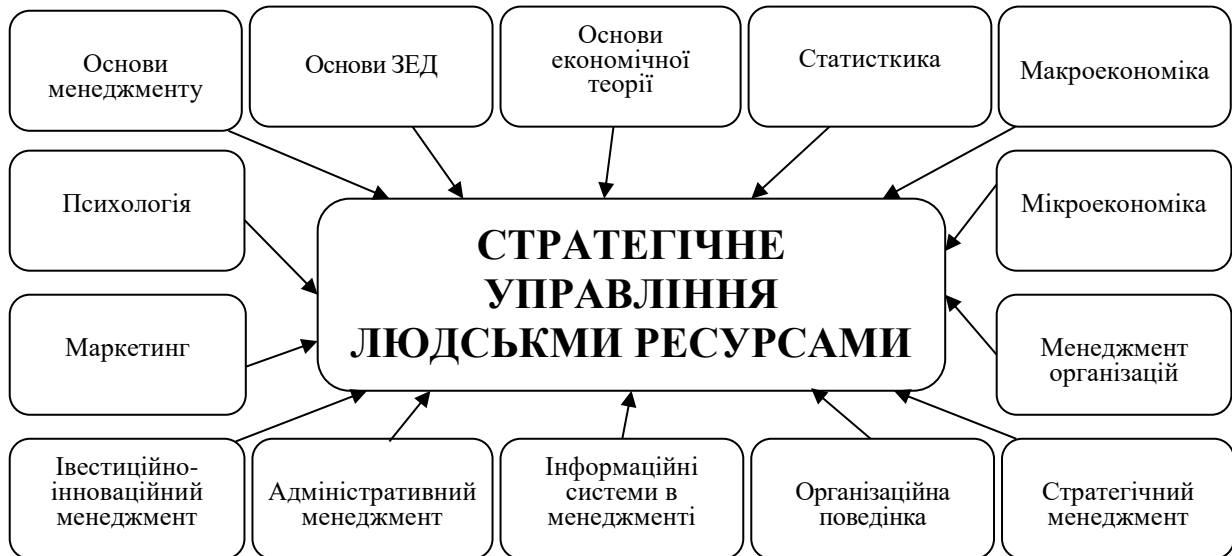 Основи
менеджменту
Основи ЗЕД
Основи
економічної
теорії
Статисткика
Макроекономіка
Психологія
Мікроекономіка
СТРАТЕГІЧНЕ
УПРАВЛІННЯ
ЛЮДСЬКМИ РЕСУРСАМИ
Маркетинг
Менеджмент
організацій
Івестиційно-
інноваційний
менеджмент
Адміністративний
менеджмент
Інформаційні
системи в
менеджменті
Організаційна
поведінка
Стратегічний
менеджмент